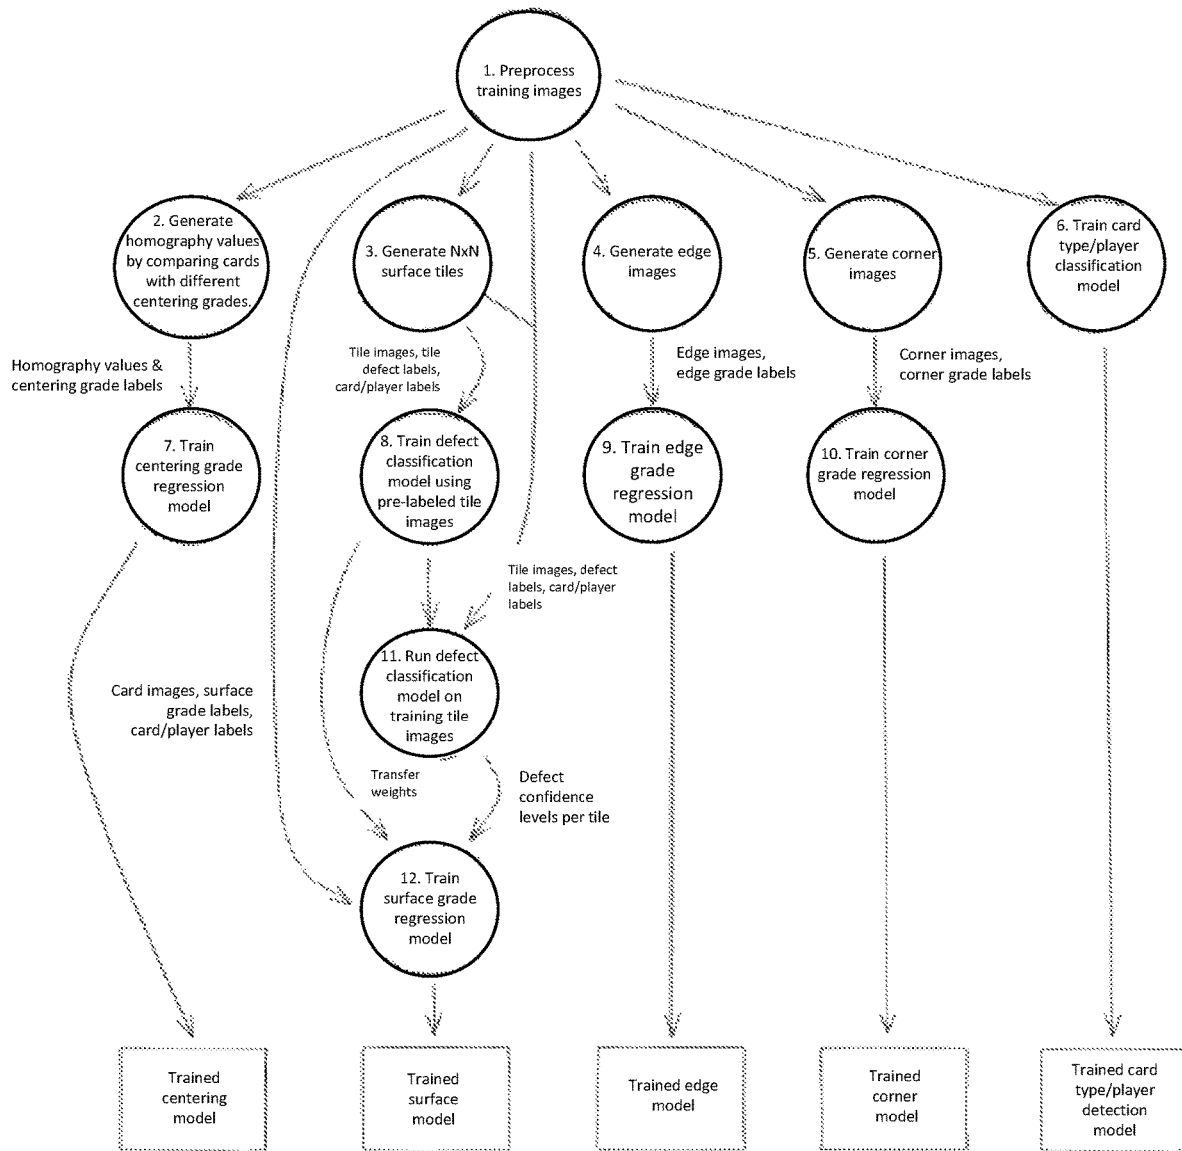 1. Preprocess
training images
2. Generate
homography values
by comparing cards
with different
centering grades.
3. Generate NxN
surface tiles
4. Generate edge
images
5. Generate corner
images
6. Train card
type/player
classification
model
Homography values &
centering grade labels
Tile images, tile
defect labels,
card/player labels
Edge images,
edge grade labels
Corner images,
corner grade labels
7. Train
centering grade
regression
model
8. Train defect
classification
model using
pre-labeled tile
images
9. Train edge
grade
regression
model
10. Train corner
grade regression
model
Tile images, defect
labels, card/player
labels
11. Run defect
classification
model on
training tile
images
Card images, surface
grade labels,
card/player labels
Transfer
weights
Defect
confidence
levels per tile
12. Train
surface grade
regression
model
Trained
centering
model
Trained
surface
model
Trained edge
model
Trained
corner
model
Trained card
type/player
detection
model